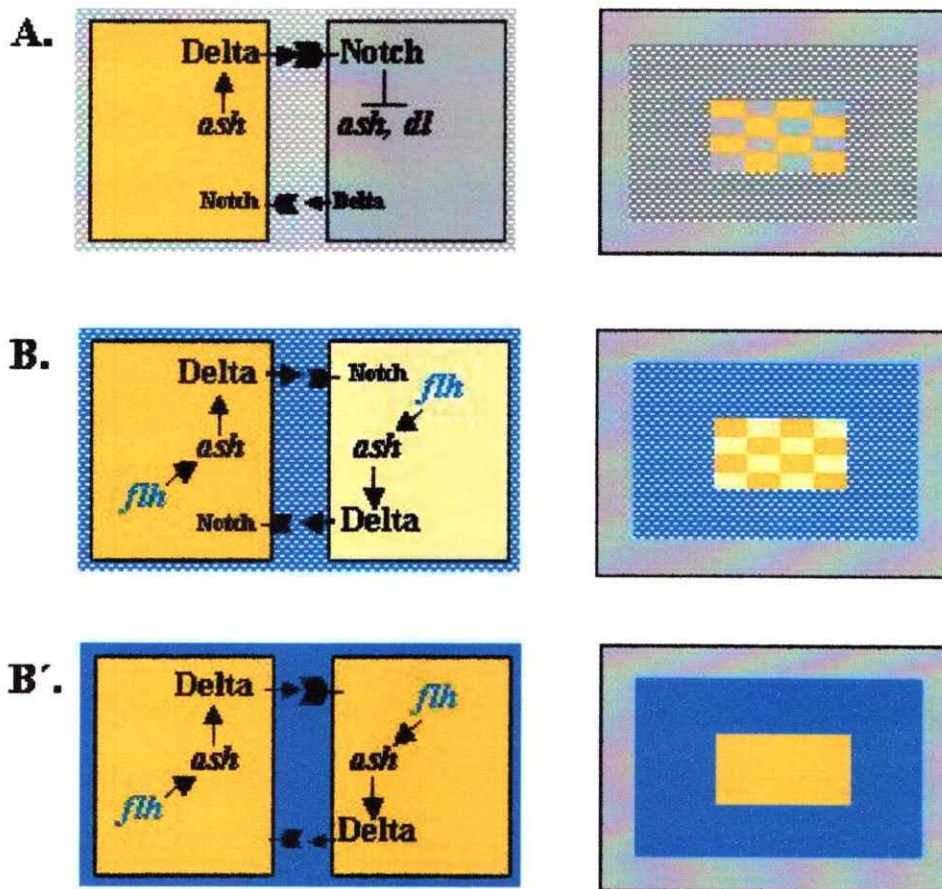 A.
Delta Notch
ash ash, dl
Notch Delta
B.
Delta Notch
flh
ash ash
flh
Notch Delta
B´.
Delta flh
ash ash
flh
Delta